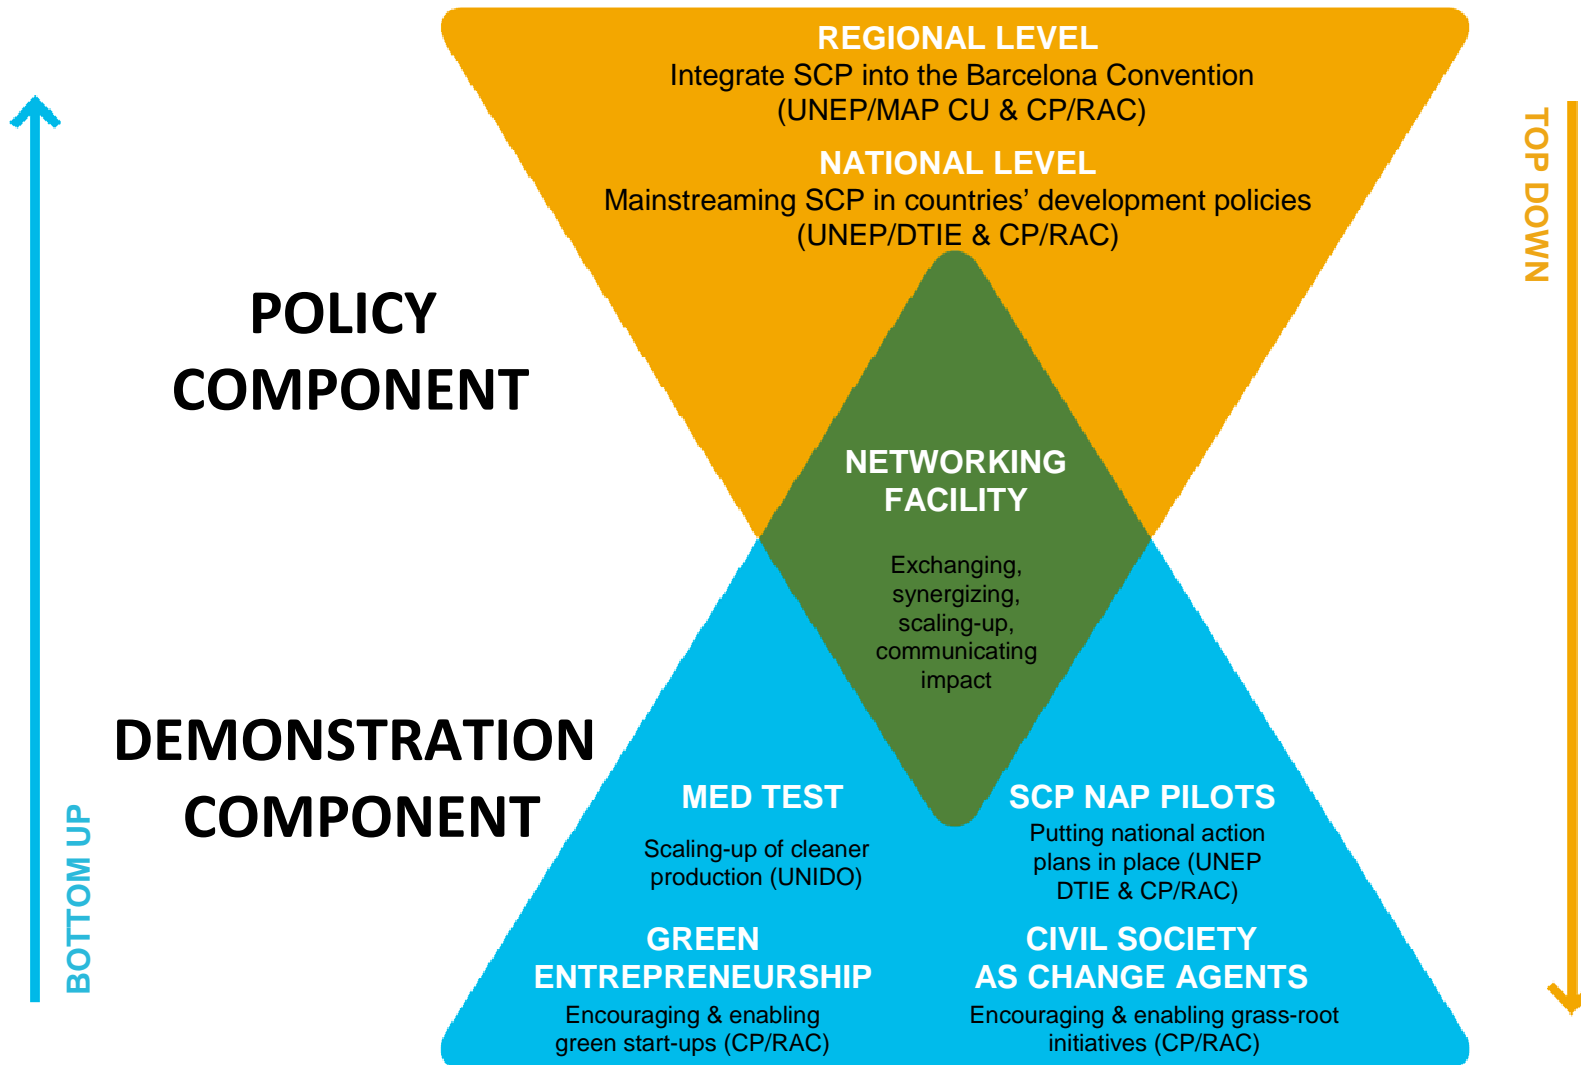 REGIONAL LEVEL
Integrate SCP into the Barcelona Convention
(UNEP/MAP CU & CP/RAC)
NATIONAL LEVEL
Mainstreaming SCP in countries’ development policies
(UNEP/DTIE & CP/RAC)
TOP DOWN
POLICY
COMPONENT
NETWORKING
FACILITY
Exchanging,
synergizing,
scaling-up,
communicating
impact
DEMONSTRATION
COMPONENT
BOTTOM UP
MED TEST
Scaling-up of cleaner
production (UNIDO)
SCP NAP PILOTS
Putting national action
plans in place (UNEP
DTIE & CP/RAC)
GREEN
ENTREPRENEURSHIP
Encouraging & enabling
green start-ups (CP/RAC)
CIVIL SOCIETY
AS CHANGE AGENTS
Encouraging & enabling grass-root
initiatives (CP/RAC)